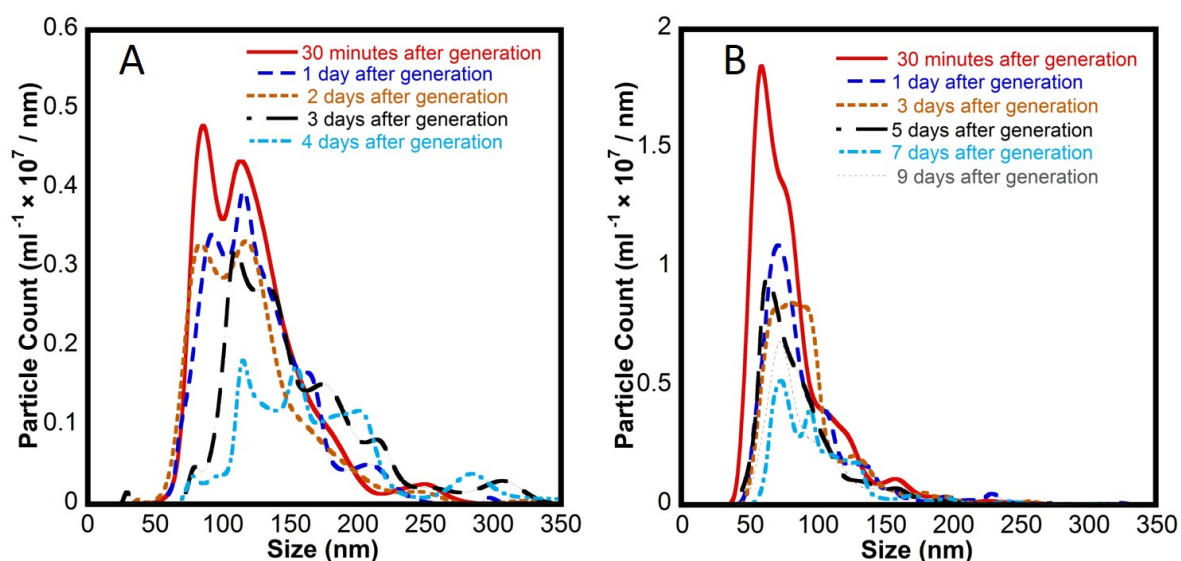 A
30 minutes after generation
1 day after generation
2 days after generation
3 days after generation
4 days after generation
0.6
0.5
0.4
0.3
0.2
0.1
0
Particle Count (ml⁻¹ × 10⁷ / nm)
0 50 100 150 200 250 300 350
Size (nm)
B
30 minutes after generation
1 day after generation
3 days after generation
5 days after generation
7 days after generation
9 days after generation
2
1.5
1
0.5
0
Particle Count (ml⁻¹ × 10⁷ / nm)
0 50 100 150 200 250 300 350
Size (nm)